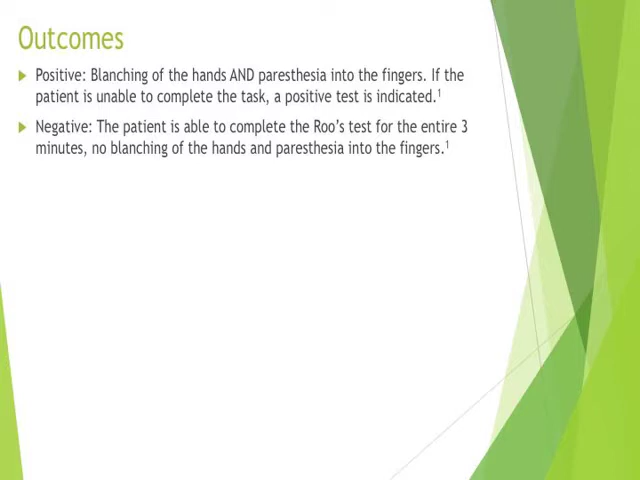 Outcomes
Positive: Blanching of the hands AND paresthesia into the fingers. If the
patient is unable to complete the task, a positive test is indicated.¹
Negative: The patient is able to complete the Roo's test for the entire 3
minutes, no blanching of the hands and paresthesia into the fingers.¹